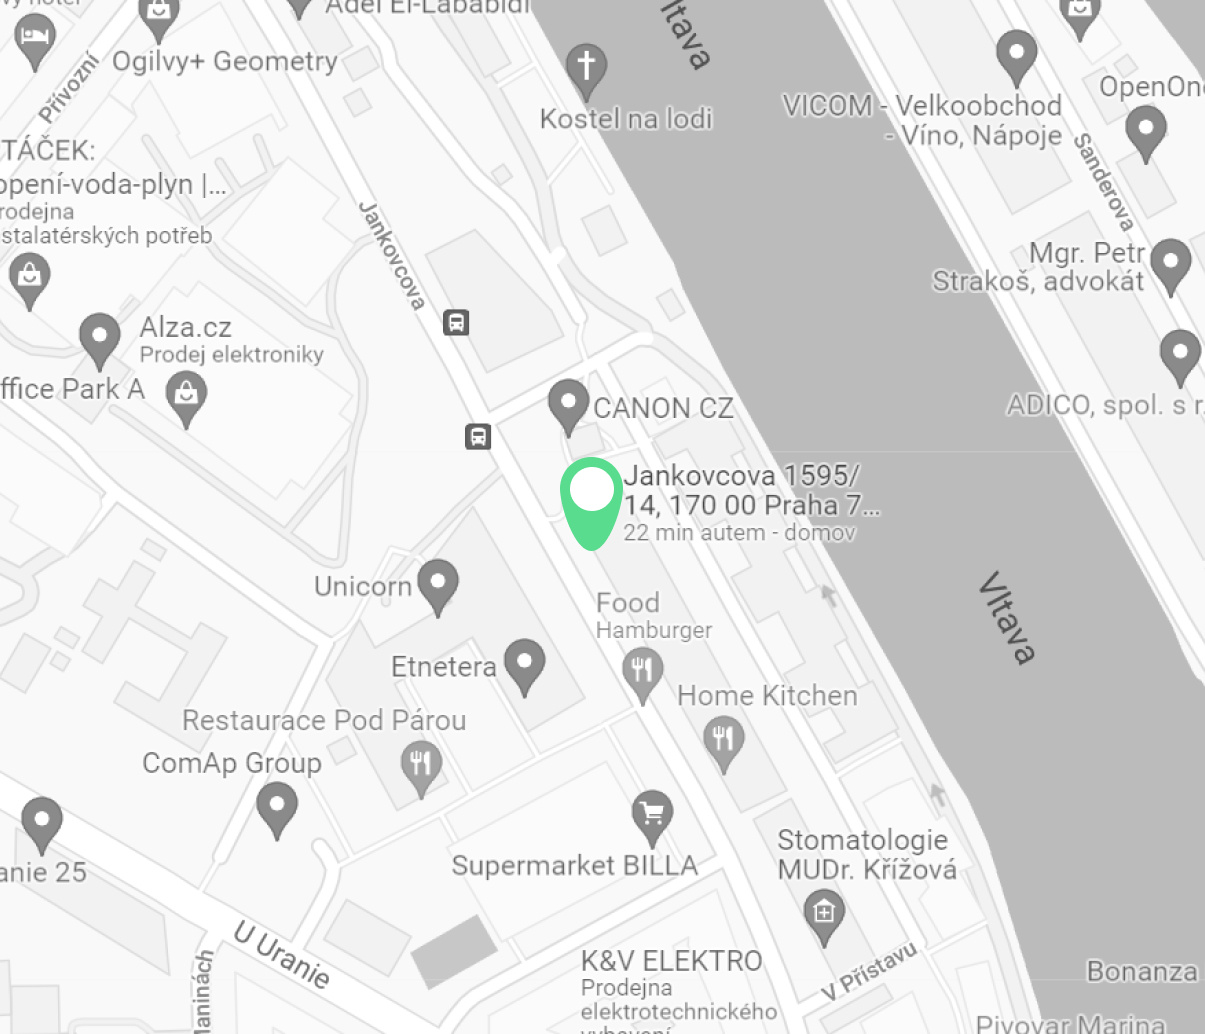 Adel El-Lababidi
Ogilvy+ Geometry
Přívozní
Vltava
Kostel na lodi
VICOM - Velkoobchod
- Víno, Nápoje
Sanderova
TÁČEK:
opení-voda-plyn |...
rodejna
stalatérských potřeb
Jankovcova
Mgr. Petr
Strakoš, advokát
Alza.cz
Prodej elektroniky
ffice Park A
CANON CZ
ADICO, spol. s r.
Jankovcova 1595/
14, 170 00 Praha 7...
22 min autem - domov
Unicorn
Food
Hamburger
Vltava
Etnetera
Home Kitchen
Restaurace Pod Párou
ComAp Group
Supermarket BILLA
Stomatologie
MUDr. Křížová
anie 25
U Uranie
Maninách
K&V ELEKTRO
Prodejna
elektrotechnického
vybavení
V Přístavu
Bonanza
Pivovar Marina